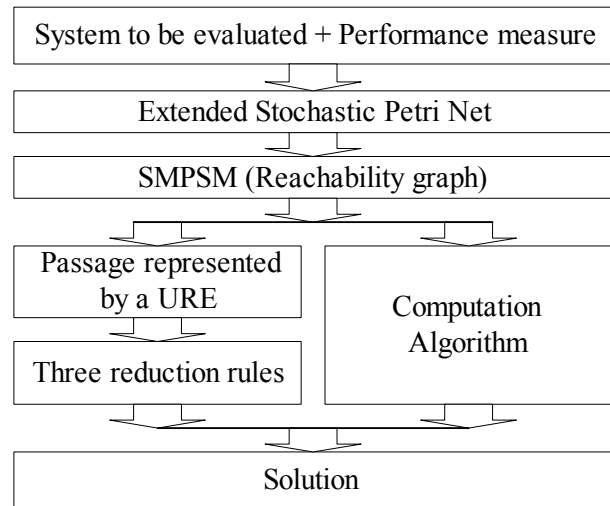 System to be evaluated + Performance measure
Extended Stochastic Petri Net
SMPSM (Reachability graph)
Passage represented
by a URE
Three reduction rules
Computation
Algorithm
Solution